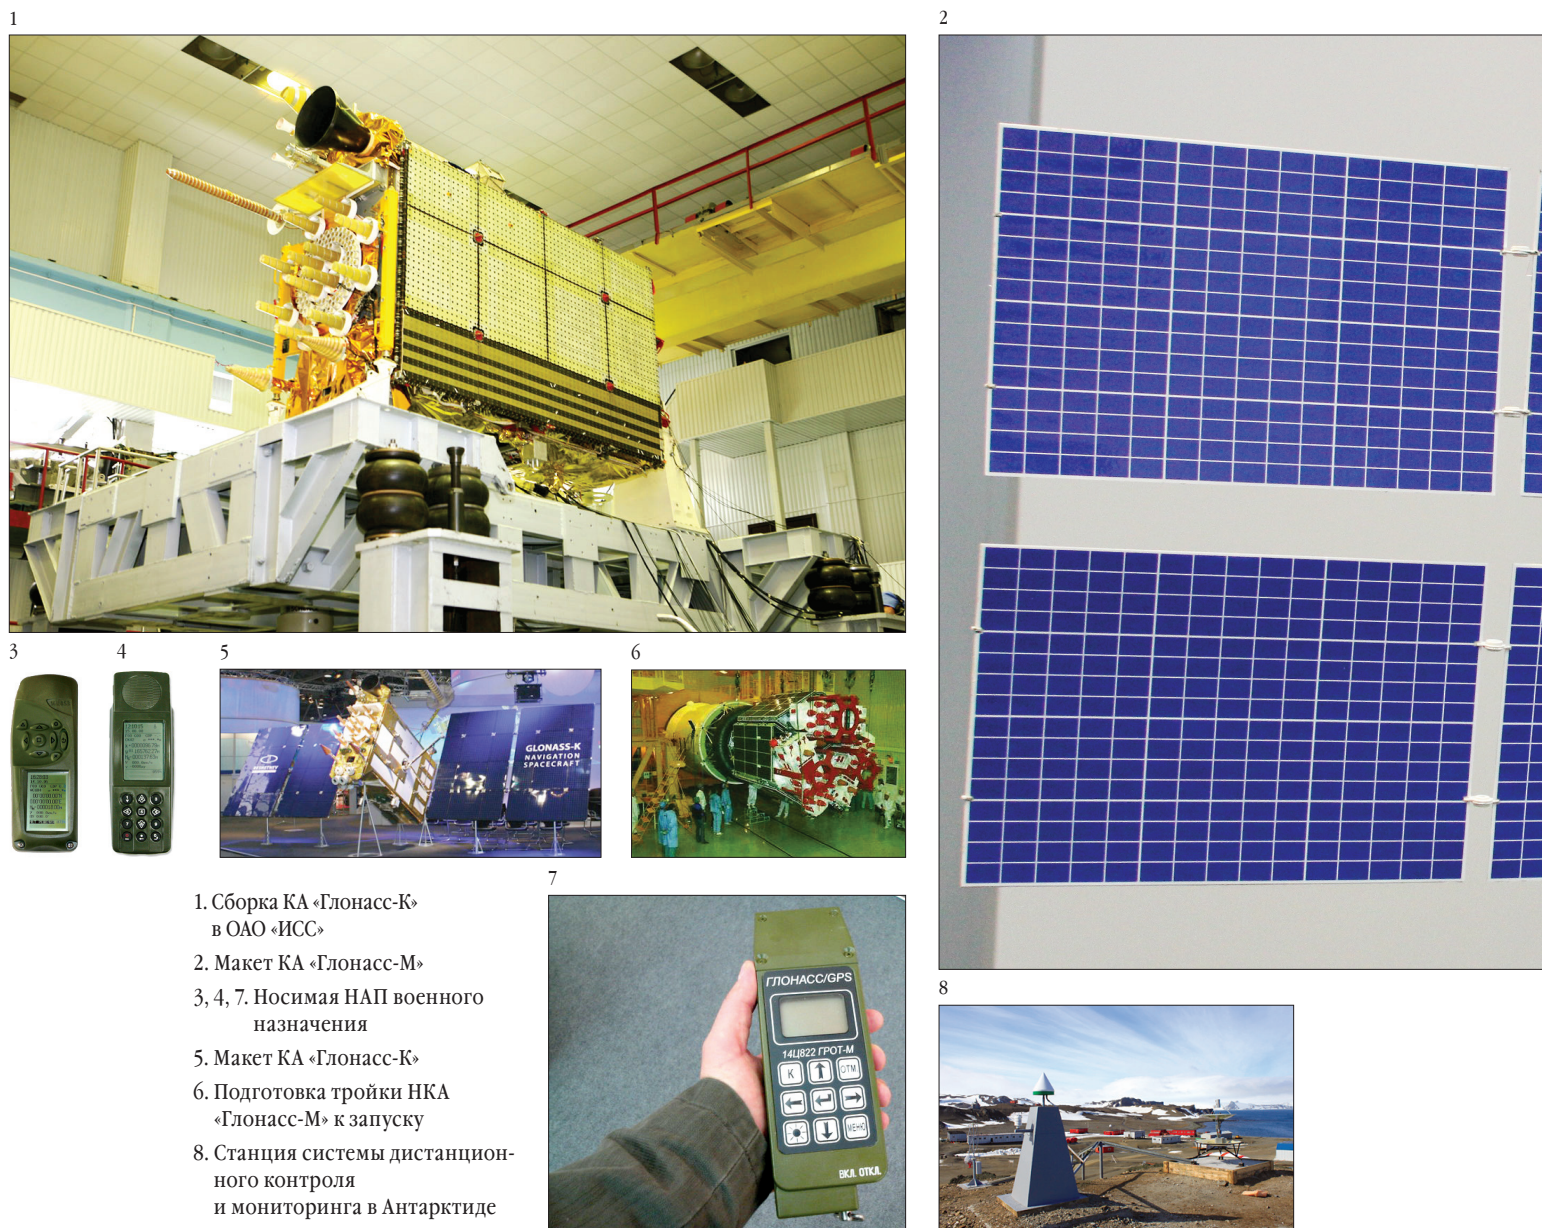 1
2
3
4
5
6
GLONASS-K
NAVIGATION
SPACECRAFT
1. Сборка КА «Глонасс-К»
в ОАО «ИСС»
2. Макет КА «Глонасс-М»
3, 4, 7. Носимая НАП военного
назначения
5. Макет КА «Глонасс-К»
6. Подготовка тройки НКА
«Глонасс-М» к запуску
8. Станция системы дистанцион-
ного контроля
и мониторинга в Антарктиде
7
ГЛОНАСС/GPS
14Ц822 ГРОТ-М
К
ОТМ.
МЕНЮ
ВКЛ. ОТКЛ.
8